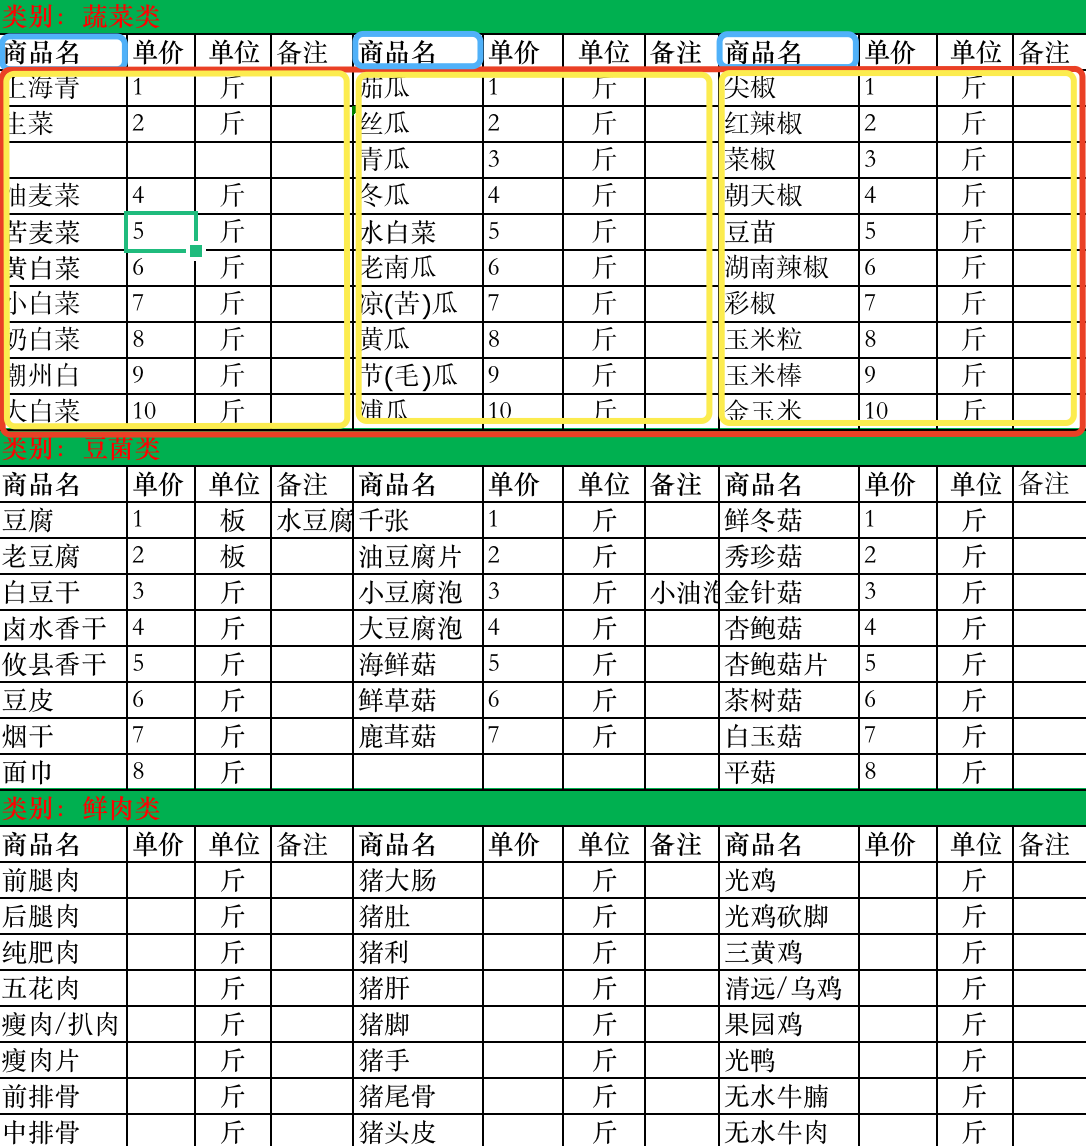 类别：蔬菜类
商品名 单价 单位 备注 商品名 单价 单位 备注 商品名 单价 单位 备注
上海青 1 斤 茄瓜 1 斤 尖椒 1 斤
生菜 2 斤 丝瓜 2 斤 红辣椒 2 斤
青瓜 3 斤 菜椒 3 斤
油麦菜 4 斤 冬瓜 4 斤 朝天椒 4 斤
苦麦菜 5 斤 水白菜 5 斤 豆苗 5 斤
黄白菜 6 斤 老南瓜 6 斤 湖南辣椒 6 斤
小白菜 7 斤 凉(苦)瓜 7 斤 彩椒 7 斤
奶白菜 8 斤 黄瓜 8 斤 玉米粒 8 斤
潮州白 9 斤 节(毛)瓜 9 斤 玉米棒 9 斤
大白菜 10 斤 浦瓜 10 斤 金玉米 10 斤
类别：豆菌类
商品名 单价 单位 备注 商品名 单价 单位 备注 商品名 单价 单位 备注
豆腐 1 板 水豆腐 千张 1 斤 鲜冬菇 1 斤
老豆腐 2 板 油豆腐片 2 斤 秀珍菇 2 斤
白豆干 3 斤 小豆腐泡 3 斤 小油泡 金针菇 3 斤
卤水香干 4 斤 大豆腐泡 4 斤 杏鲍菇 4 斤
攸县香干 5 斤 海鲜菇 5 斤 杏鲍菇片 5 斤
豆皮 6 斤 鲜草菇 6 斤 茶树菇 6 斤
烟干 7 斤 鹿茸菇 7 斤 白玉菇 7 斤
面巾 8 斤 平菇 8 斤
类别：鲜肉类
商品名 单价 单位 备注 商品名 单价 单位 备注 商品名 单价 单位 备注
前腿肉 斤 猪大肠 斤 光鸡 斤
后腿肉 斤 猪肚 斤 光鸡砍脚 斤
纯肥肉 斤 猪利 斤 三黄鸡 斤
五花肉 斤 猪肝 斤 清远/乌鸡 斤
瘦肉/扒肉 斤 猪脚 斤 果园鸡 斤
瘦肉片 斤 猪手 斤 光鸭 斤
前排骨 斤 猪尾骨 斤 无水牛腩 斤
中排骨 斤 猪头皮 斤 无水牛肉 斤